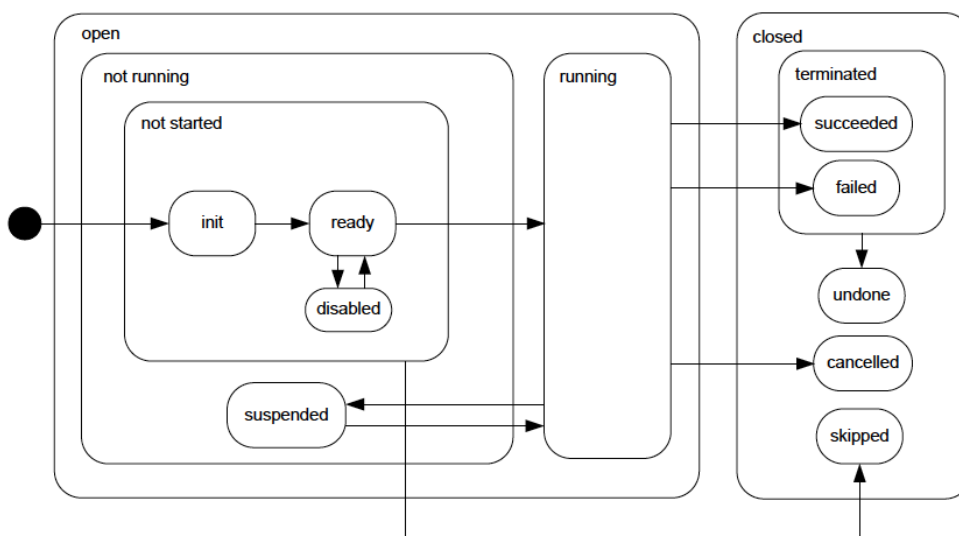 open
not running
not started
init
ready
disabled
suspended
running
closed
terminated
succeeded
failed
undone
cancelled
skipped